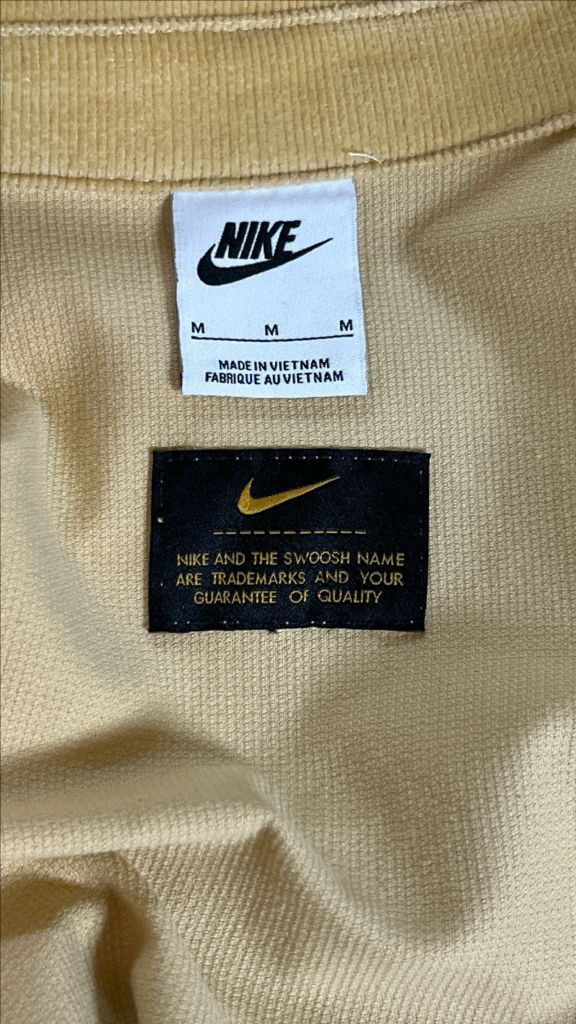 NIKE
M M M
MADE IN VIETNAM
FABRIQUE AU VIETNAM
NIKE AND THE SWOOSH NAME
ARE TRADEMARKS AND YOUR
GUARANTEE OF QUALITY